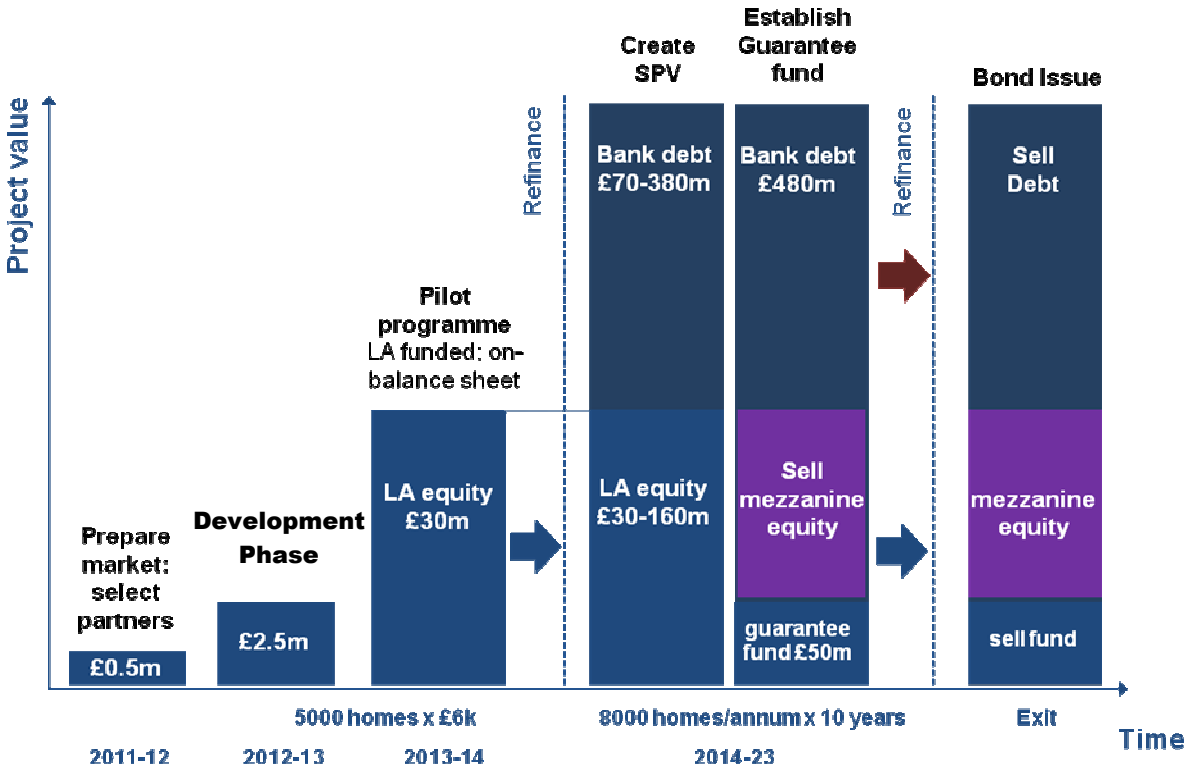 Project value
Prepare
market:
select
partners
£0.5m
Development
Phase
£2.5m
Pilot
programme
LA funded: on-
balance sheet
LA equity
£30m
Refinance
Create
SPV
Bank debt
£70-380m
LA equity
£30-160m
Establish
Guarantee
fund
Bank debt
£480m
Sell
mezzanine
equity
guarantee
fund £50m
Refinance
Bond Issue
Sell
Debt
mezzanine
equity
sell fund
5000 homes x £6k
8000 homes/annum x 10 years
Exit
Time
2011-12
2012-13
2013-14
2014-23